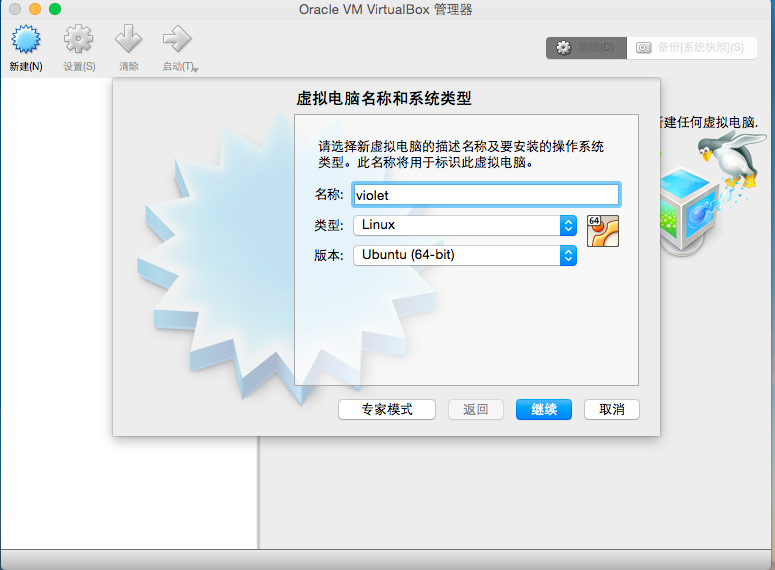 Oracle VM VirtualBox 管理器
新建(N)
设置(S)
清除
启动(T)
明细(D)
备份[系统快照](S)
新建任何虚拟电脑.
虚拟电脑名称和系统类型
请选择新虚拟电脑的描述名称及要安装的操作系统
类型。此名称将用于标识此虚拟电脑。
名称:
violet
类型:
Linux
64
版本:
Ubuntu (64-bit)
专家模式
返回
继续
取消